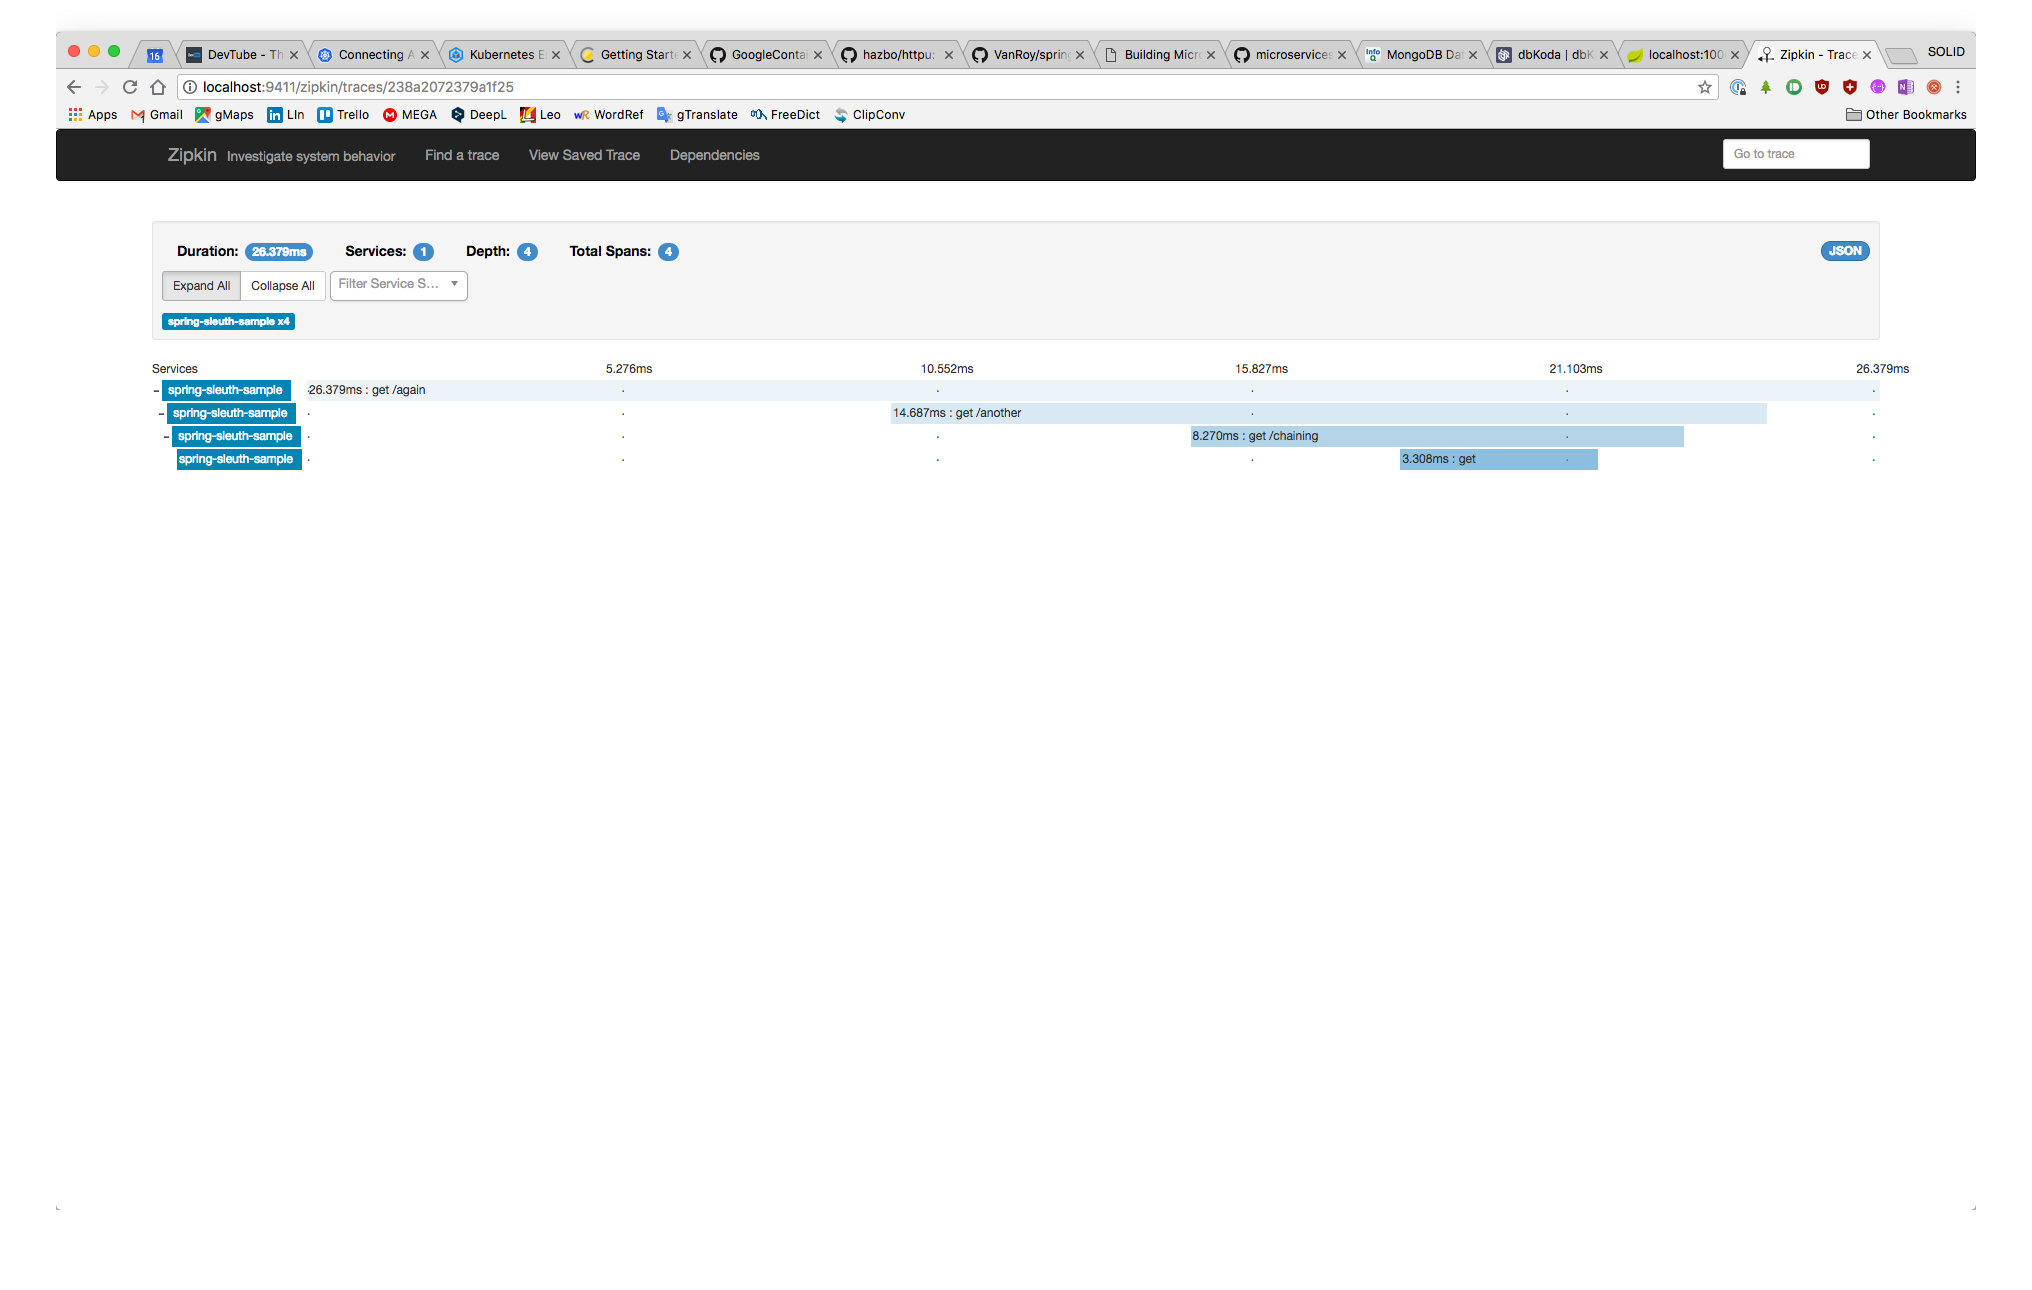 16 DevTube - Th Connecting A Kubernetes E Getting Starte GoogleContai hazbo/httpu: VanRoy/spring Building Micro microservices MongoDB Dat dbKoda | dbK localhost:100 Zipkin - Trace SOLID
localhost:9411/zipkin/traces/238a2072379a1f25
Apps Gmail gMaps LIn Trello MEGA DeepL Leo WordRef gTranslate FreeDict ClipConv Other Bookmarks
Zipkin Investigate system behavior Find a trace View Saved Trace Dependencies Go to trace
Duration: 26.379ms Services: 1 Depth: 4 Total Spans: 4 JSON
Expand All Collapse All Filter Service S...
spring-sleuth-sample x4
Services 5.276ms 10.552ms 15.827ms 21.103ms 26.379ms
- spring-sleuth-sample 26.379ms : get /again
- spring-sleuth-sample 14.687ms : get /another
- spring-sleuth-sample 8.270ms : get /chaining
spring-sleuth-sample 3.308ms : get